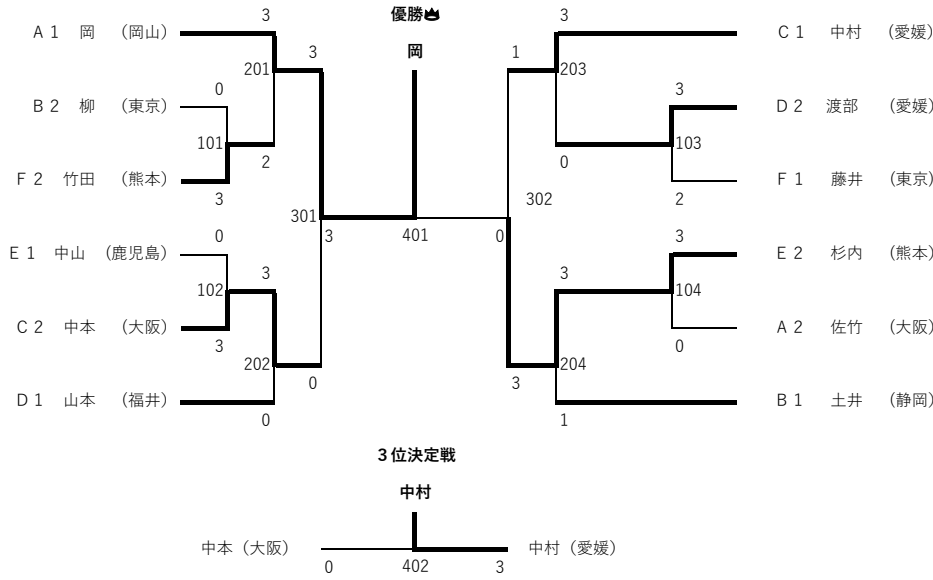 優勝
岡
3
3
Ａ１ 岡 （岡山）
Ｃ１ 中村 （愛媛）
3
1
201
203
0
3
Ｂ２ 柳 （東京）
Ｄ２ 渡部 （愛媛）
101
103
2
0
Ｆ２ 竹田 （熊本）
Ｆ１ 藤井 （東京）
3
2
302
301
3
401
0
0
3
Ｅ１ 中山 （鹿児島）
Ｅ２ 杉内 （熊本）
3
3
102
104
Ｃ２ 中本 （大阪）
Ａ２ 佐竹 （大阪）
3
0
202
204
0
3
Ｄ１ 山本 （福井）
Ｂ１ 土井 （静岡）
0
1
３位決定戦
中村
中本（大阪）
中村（愛媛）
0
402
3